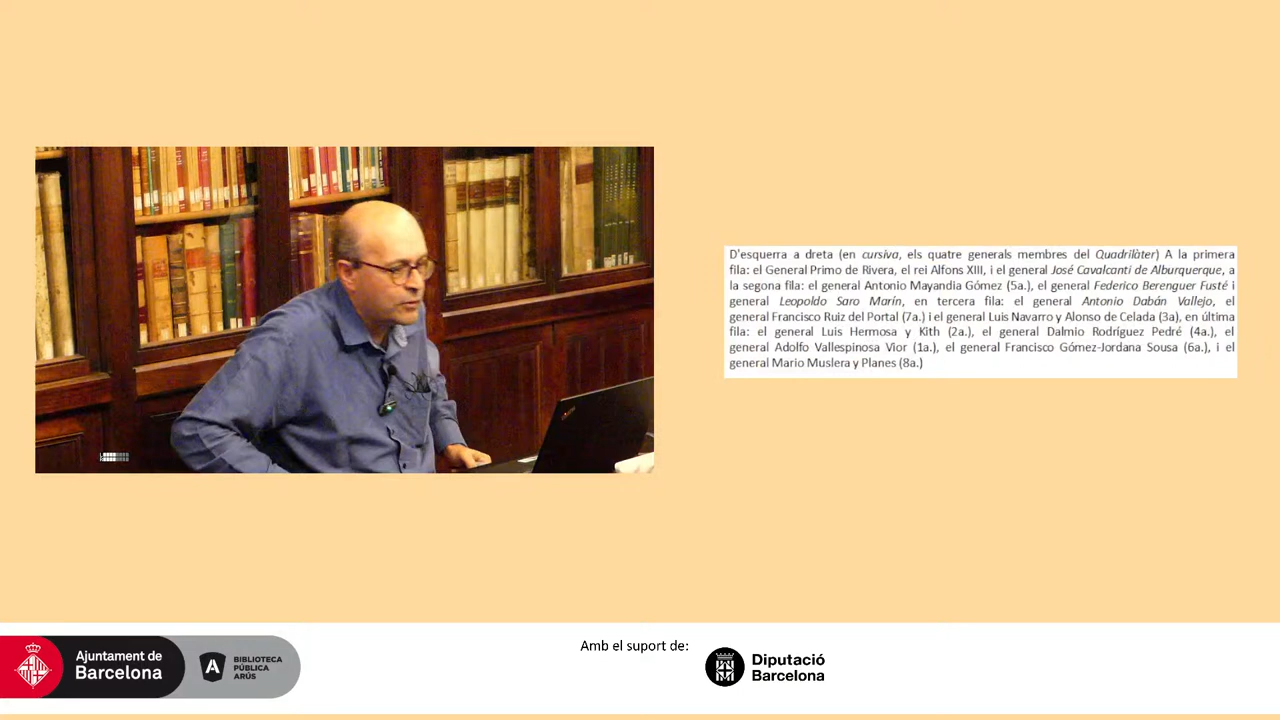 D'esquerra a dreta (en cursiva, els quatre generals membres del Quadrilàter) A la primera
fila: el General Primo de Rivera, el rei Alfons XIII, i el general José Cavalcanti de Alburquerque, a
la segona fila: el general Antonio Mayandia Gómez (5a.), el general Federico Berenguer Fusté i
general Leopoldo Saro Marín, en tercera fila: el general Antonio Dabán Vallejo, el
general Francisco Ruiz del Portal (7a.) i el general Luis Navarro y Alonso de Celada (3a), en última
fila: el general Luis Hermosa y Kith (2a.), el general Dalmio Rodríguez Pedré (4a.), el
general Adolfo Vallespinosa Vior (1a.), el general Francisco Gómez-Jordana Sousa (6a.), i el
general Mario Muslera y Planes (8a.)
Ajuntament de
Barcelona
A
BIBLIOTECA
PÚBLICA
ARÚS
Amb el suport de:
Diputació
Barcelona